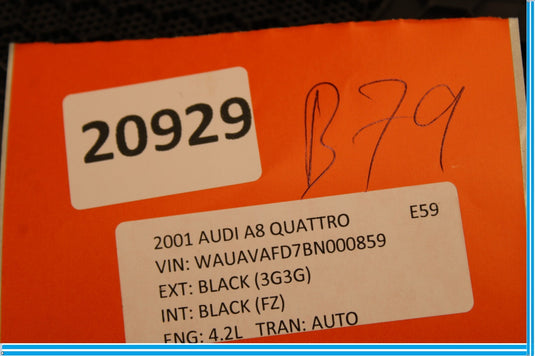 20929
B79
2001 AUDI A8 QUATTRO E59
VIN: WAUAVAFD7BN000859
EXT: BLACK (3G3G)
INT: BLACK (FZ)
ENG: 4.2L TRAN: AUTO